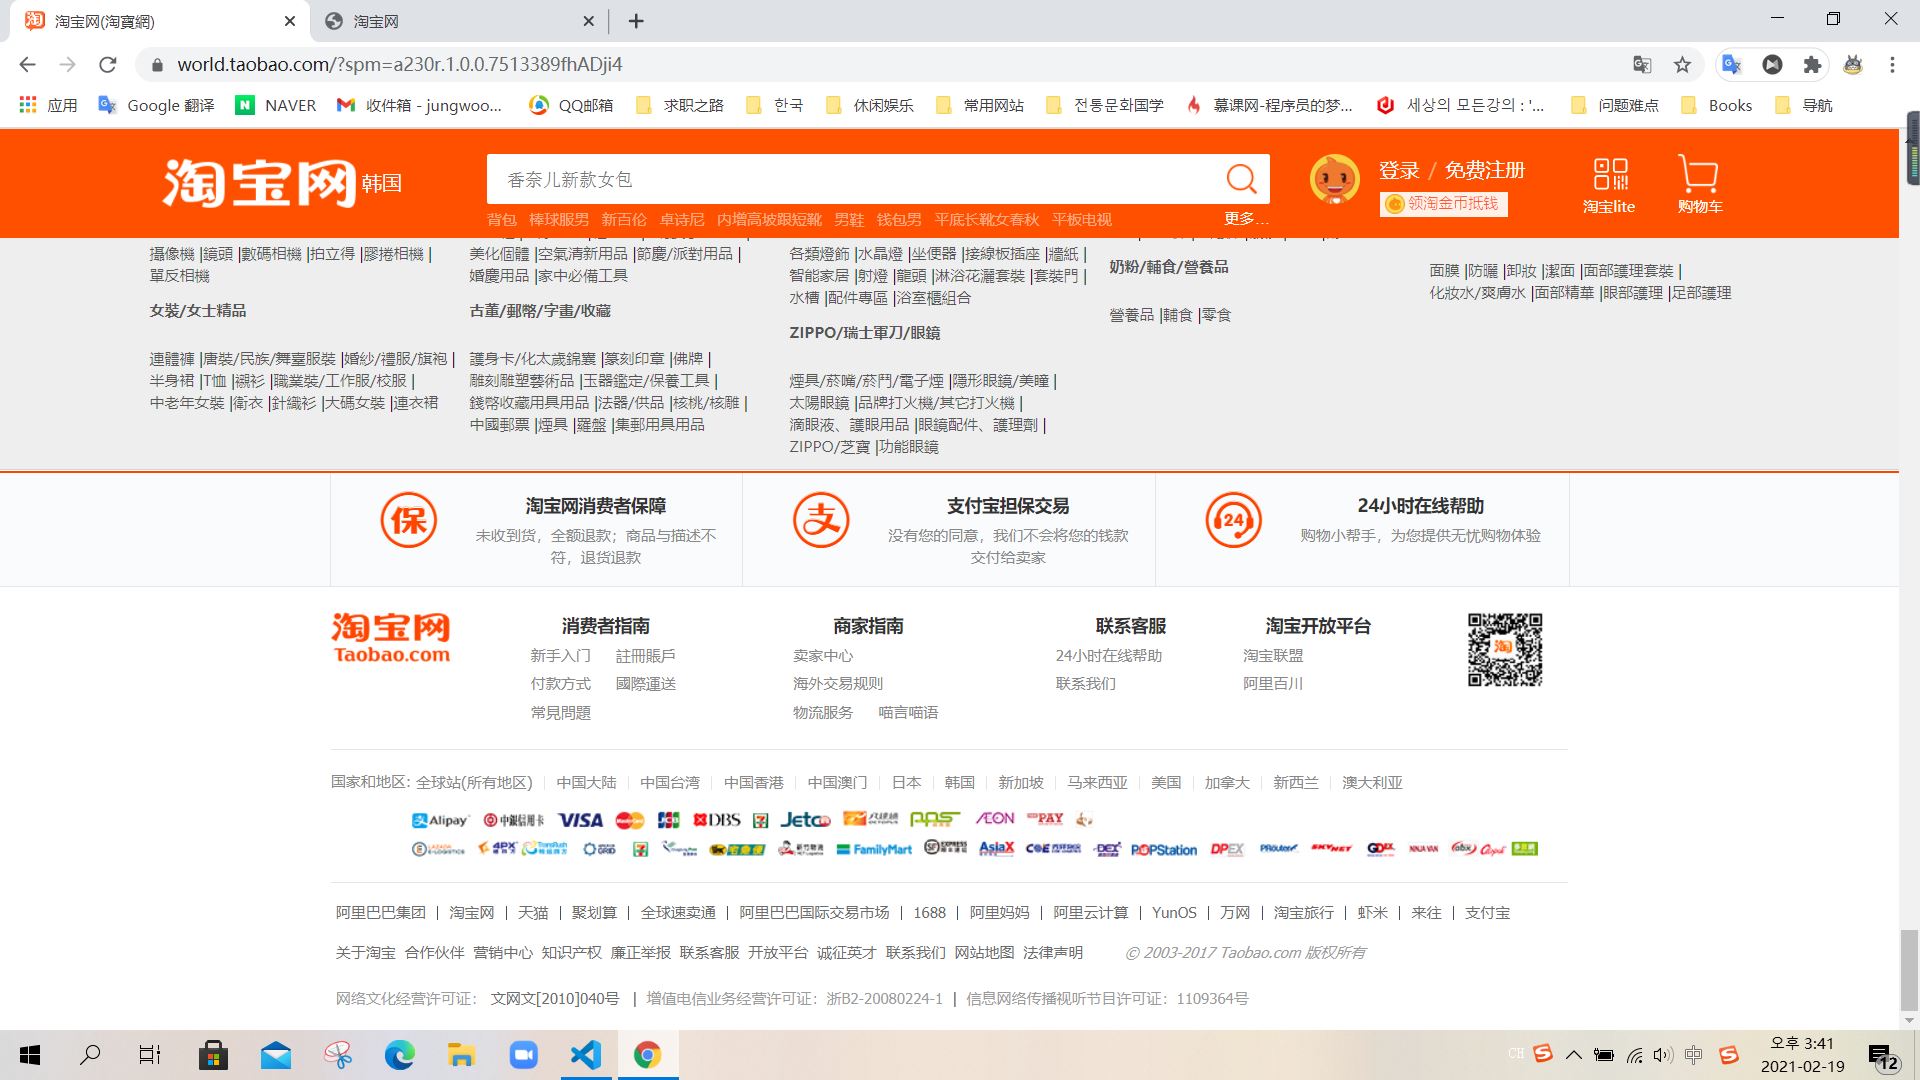 淘宝网(淘寶網)
淘宝网
world.taobao.com/?spm=a230r.1.0.0.7513389fhADji4
应用
Google 翻译
NAVER
收件箱 - jungwoo...
QQ邮箱
求职之路
한국
休闲娱乐
常用网站
전통문화국학
慕课网-程序员的梦...
세상의 모든강의 : '...
问题难点
Books
导航
淘宝网 韩国
香奈儿新款女包
登录 / 免费注册
领淘金币抵钱
淘宝lite
购物车
背包 棒球服男 新百伦 卓诗尼 内增高坡跟短靴 男鞋 钱包男 平底长靴女春秋 平板电视
更多...
攝像機 |鏡頭 |數碼相機 |拍立得 |膠捲相機 |
單反相機
女裝/女士精品
連體褲 |唐裝/民族/舞臺服裝 |婚紗/禮服/旗袍 |
半身裙 |T恤 |襯衫 |職業裝/工作服/校服 |
中老年女裝 |衛衣 |針織衫 |大碼女裝 |連衣裙
美化個體 |空氣清新用品 |節慶/派對用品 |
婚慶用品 |家中必備工具
古董/郵幣/字畫/收藏
護身卡/化太歲錦囊 |篆刻印章 |佛牌 |
雕刻雕塑藝術品 |玉器鑑定/保養工具 |
錢幣收藏用具用品 |法器/供品 |核桃/核雕 |
中國郵票 |煙具 |羅盤 |集郵用具用品
各類燈飾 |水晶燈 |坐便器 |接線板插座 |牆紙 |
智能家居 |射燈 |龍頭 |淋浴花灑套裝 |套裝門 |
水槽 |配件專區 |浴室櫃組合
ZIPPO/瑞士軍刀/眼鏡
煙具/菸嘴/菸鬥/電子煙 |隱形眼鏡/美瞳 |
太陽眼鏡 |品牌打火機/其它打火機 |
滴眼液、護眼用品 |眼鏡配件、護理劑 |
ZIPPO/芝寶 |功能眼鏡
奶粉/輔食/營養品
營養品 |輔食 |零食
面膜 |防曬 |卸妝 |潔面 |面部護理套裝 |
化妝水/爽膚水 |面部精華 |眼部護理 |足部護理
保
淘宝网消费者保障
未收到货，全额退款；商品与描述不
符，退货退款
支
支付宝担保交易
没有您的同意，我们不会将您的钱款
交付给卖家
24
24小时在线帮助
购物小帮手，为您提供无忧购物体验
淘宝网
Taobao.com
消费者指南
新手入门 註冊賬戶
付款方式 國際運送
常見問題
商家指南
卖家中心
海外交易规则
物流服务 喵言喵语
联系客服
24小时在线帮助
联系我们
淘宝开放平台
淘宝联盟
阿里百川
淘
国家和地区: 全球站(所有地区) 中国大陆 中国台湾 中国香港 中国澳门 日本 韩国 新加坡 马来西亚 美国 加拿大 新西兰 澳大利亚
Alipay 中銀信用卡 VISA MasterCard JCB DBS Jetco PPS ÆON PAY
4PX FamilyMart SF EXPRESS AsiaX POPStation DPEX SKYNET GDEX NINJA VAN abx
阿里巴巴集团 | 淘宝网 | 天猫 | 聚划算 | 全球速卖通 | 阿里巴巴国际交易市场 | 1688 | 阿里妈妈 | 阿里云计算 | YunOS | 万网 | 淘宝旅行 | 虾米 | 来往 | 支付宝
关于淘宝 合作伙伴 营销中心 知识产权 廉正举报 联系客服 开放平台 诚征英才 联系我们 网站地图 法律声明 © 2003-2017 Taobao.com 版权所有
网络文化经营许可证： 文网文[2010]040号 | 增值电信业务经营许可证：浙B2-20080224-1 | 信息网络传播视听节目许可证：1109364号
CH
中
오후 3:41
2021-02-19
12